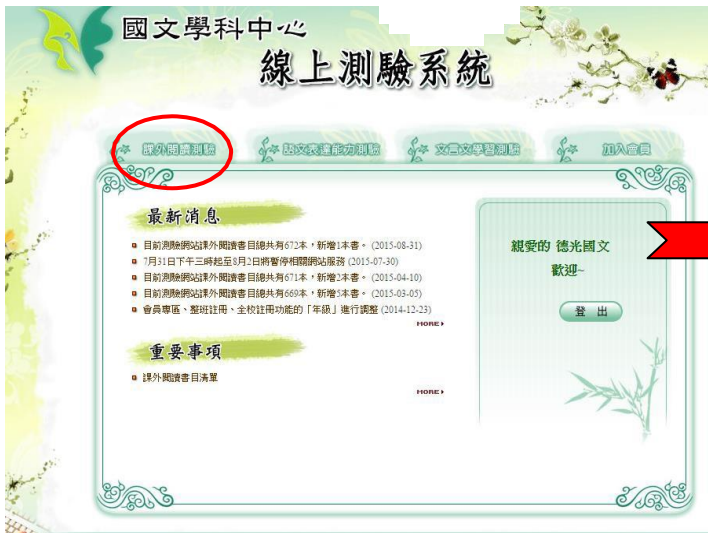 國文學科中心
線上測驗系統
課外閱讀測驗
語文表達能力測驗
文言文學習測驗
加入會員
最新消息
目前測驗網站課外閱讀書目總共有672本，新增1本書。 (2015-08-31)
7月31日下午三時起至8月2日將暫停相關網站服務 (2015-07-30)
目前測驗網站課外閱讀書目總共有671本，新增2本書。 (2015-04-10)
目前測驗網站課外閱讀書目總共有669本，新增5本書。 (2015-03-05)
會員專區、整班註冊、全校註冊功能的「年級」進行調整 (2014-12-23)
MORE
重要事項
課外閱讀書目清單
MORE
親愛的 德光國文
歡迎~
登 出